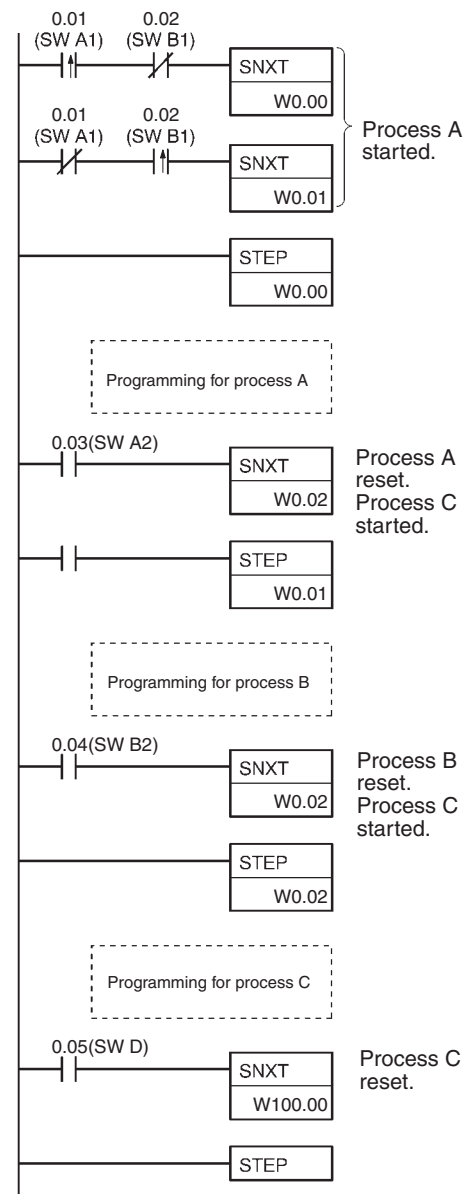 0.01 0.02
(SW A1) (SW B1)
SNXT
W0.00
0.01 0.02
(SW A1) (SW B1)
SNXT
W0.01
Process A
started.
STEP
W0.00
Programming for process A
0.03(SW A2)
SNXT
W0.02
Process A
reset.
Process C
started.
STEP
W0.01
Programming for process B
0.04(SW B2)
SNXT
W0.02
Process B
reset.
Process C
started.
STEP
W0.02
Programming for process C
0.05(SW D)
SNXT
W100.00
Process C
reset.
STEP